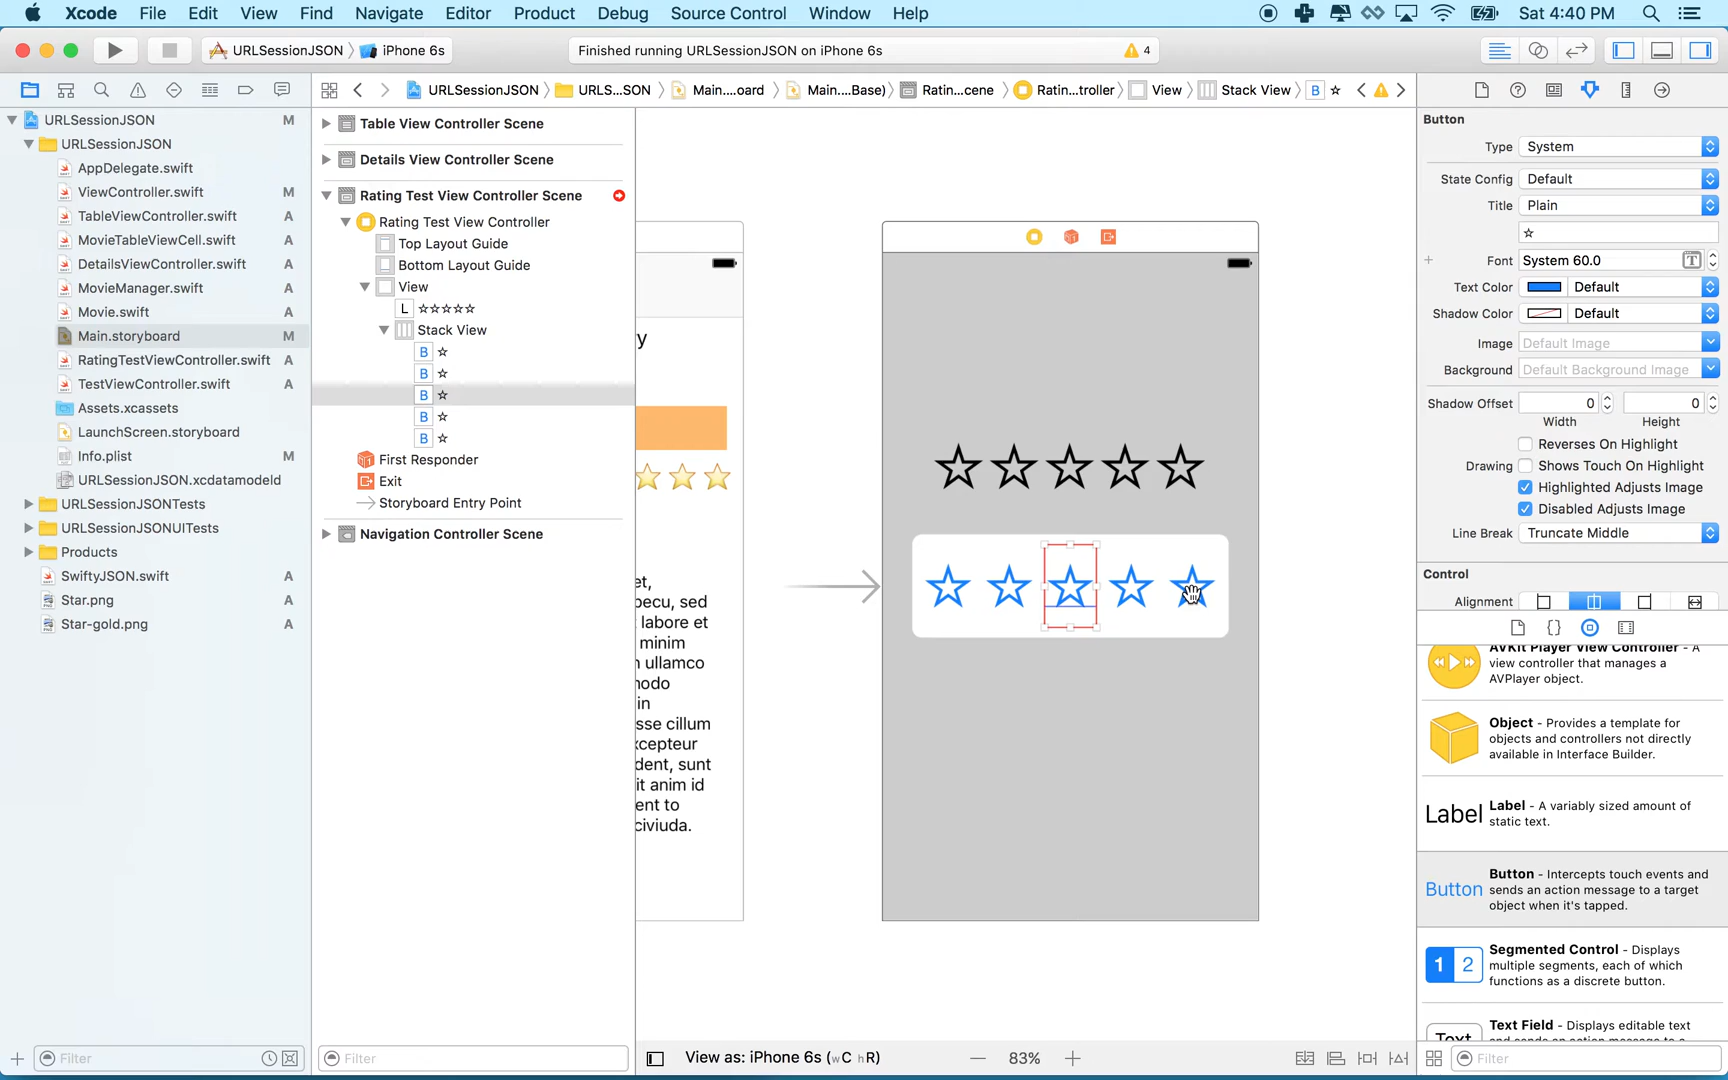 Xcode File Edit View Find Navigate Editor Product Debug Source Control Window Help Sat 4:40 PM
URLSessionJSON iPhone 6s Finished running URLSessionJSON on iPhone 6s 4
URLSessionJSON URLS...SON Main....oard Main....Base) Ratin...cene Ratin...troller View Stack View B ☆
URLSessionJSON M
URLSessionJSON
AppDelegate.swift
ViewController.swift M
TableViewController.swift A
MovieTableViewCell.swift A
DetailsViewController.swift A
MovieManager.swift A
Movie.swift A
Main.storyboard M
RatingTestViewController.swift A
TestViewController.swift A
Assets.xcassets
LaunchScreen.storyboard
Info.plist M
URLSessionJSON.xcdatamodeld
URLSessionJSONTests
URLSessionJSONUITests
Products
SwiftyJSON.swift A
Star.png A
Star-gold.png A
Filter
Table View Controller Scene
Details View Controller Scene
Rating Test View Controller Scene
Rating Test View Controller
Top Layout Guide
Bottom Layout Guide
View
L ☆☆☆☆☆
Stack View
B ☆
B ☆
B ☆
B ☆
B ☆
First Responder
Exit
Storyboard Entry Point
Navigation Controller Scene
Filter
y
et,
pecu, sed
labore et
minim
n ullamco
modo
in
sse cillum
xcepteur
dent, sunt
it anim id
ent to
civiuda.
☆☆☆☆☆
☆ ☆ ☆ ☆ ☆
View as: iPhone 6s (wC hR) 83%
Button
Type System
State Config Default
Title Plain
☆
Font System 60.0 T
Text Color Default
Shadow Color Default
Image Default Image
Background Default Background Image
Shadow Offset 0 0
Width Height
Reverses On Highlight
Drawing Shows Touch On Highlight
Highlighted Adjusts Image
Disabled Adjusts Image
Line Break Truncate Middle
Control
Alignment
AVKit Player View Controller - A
view controller that manages a
AVPlayer object.
Object - Provides a template for
objects and controllers not directly
available in Interface Builder.
Label Label - A variably sized amount of
static text.
Button Button - Intercepts touch events and
sends an action message to a target
object when it's tapped.
1 2 Segmented Control - Displays
multiple segments, each of which
functions as a discrete button.
Text Text Field - Displays editable text
and sends an action message to a
Filter